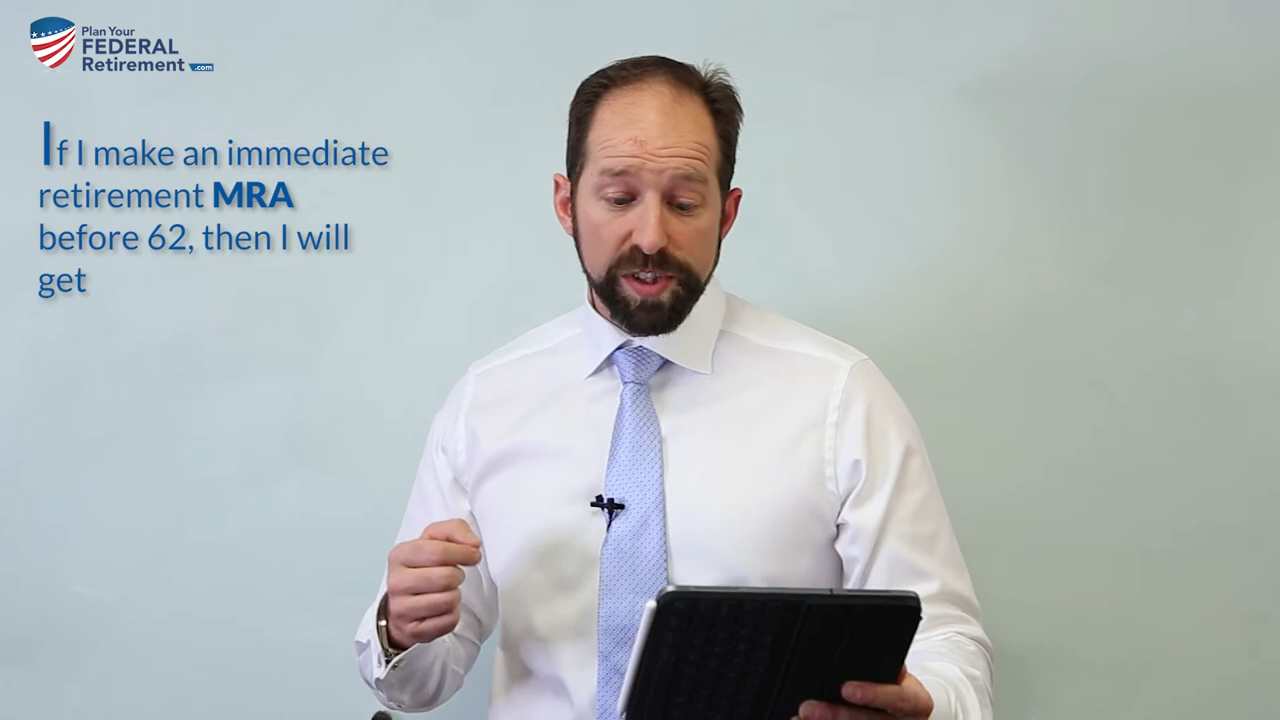 Plan Your
FEDERAL
Retirement .com
If I make an immediate
retirement MRA
before 62, then I will
get